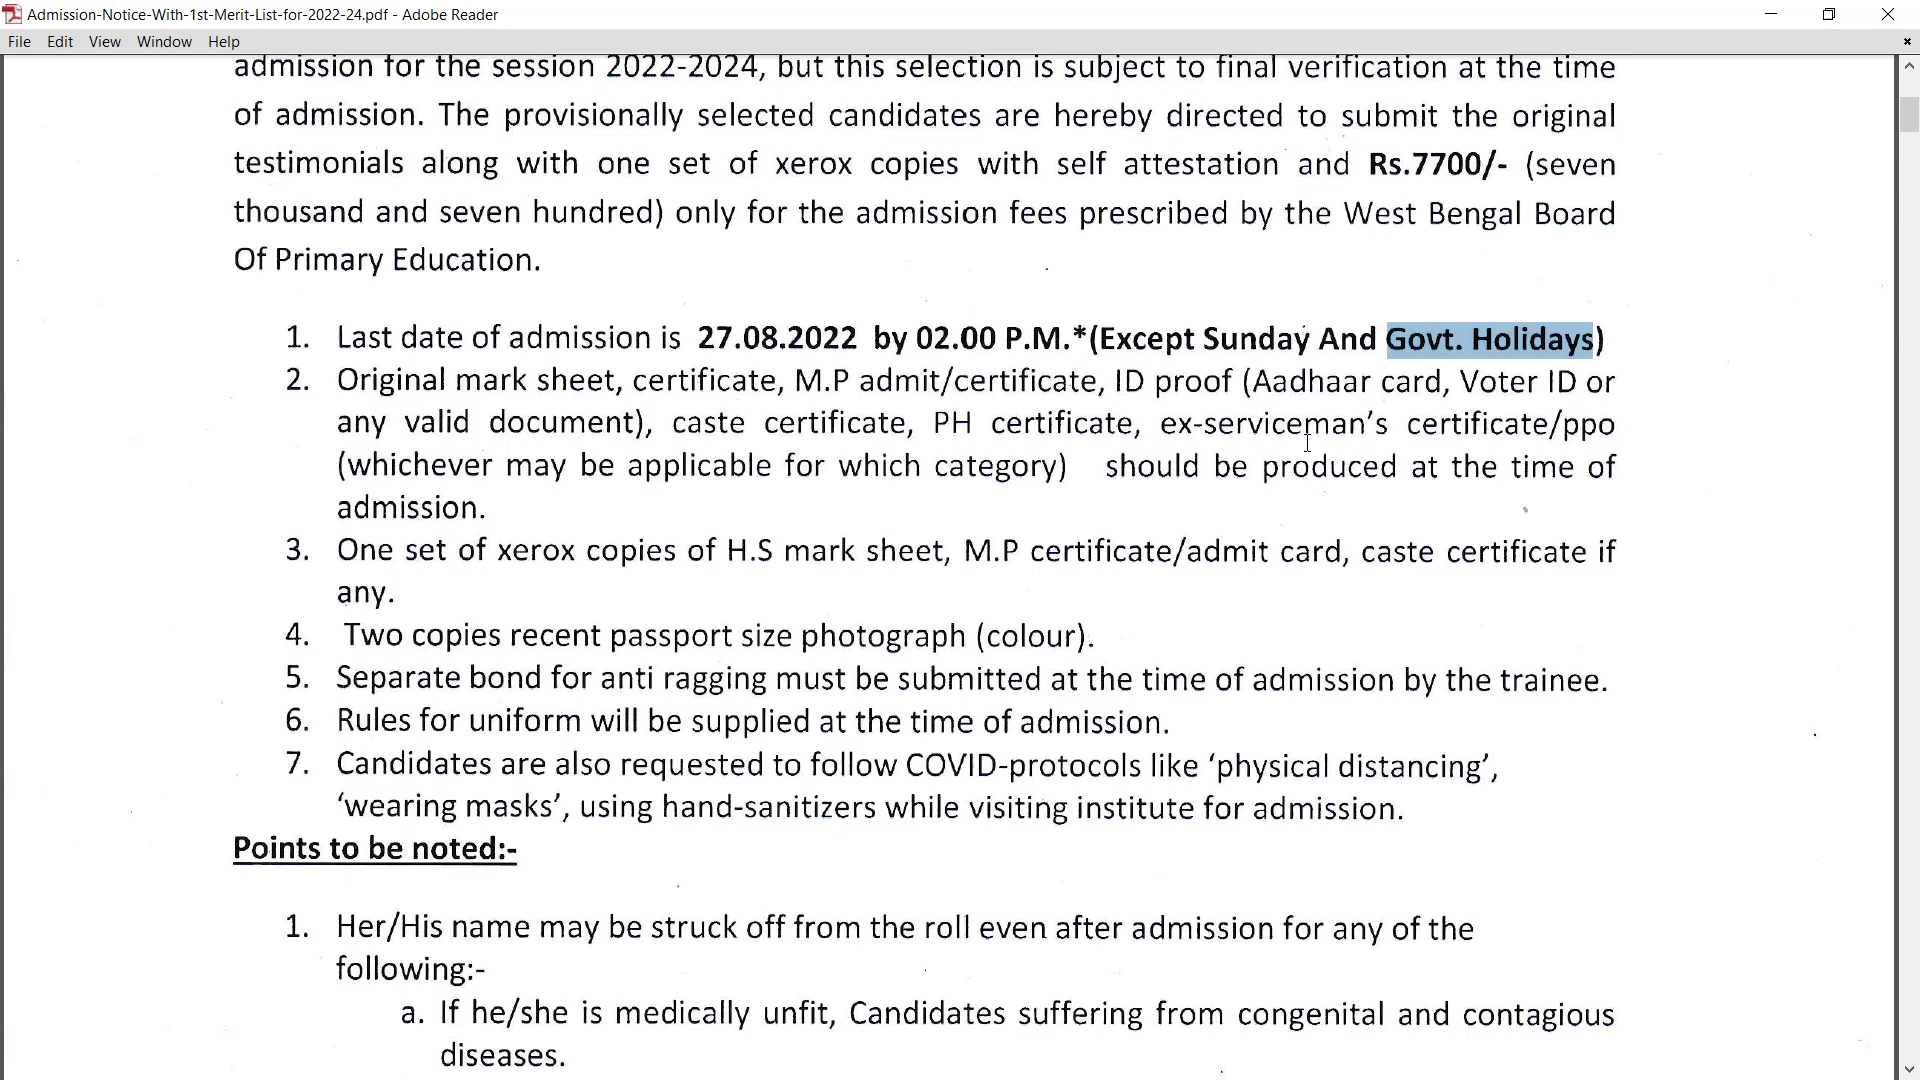 Admission-Notice-With-1st-Merit-List-for-2022-24.pdf - Adobe Reader
File Edit View Window Help
admission for the session 2022-2024, but this selection is subject to final verification at the time
of admission. The provisionally selected candidates are hereby directed to submit the original
testimonials along with one set of xerox copies with self attestation and Rs.7700/- (seven
thousand and seven hundred) only for the admission fees prescribed by the West Bengal Board
Of Primary Education.
1. Last date of admission is 27.08.2022 by 02.00 P.M.*(Except Sunday And Govt. Holidays)
2. Original mark sheet, certificate, M.P admit/certificate, ID proof (Aadhaar card, Voter ID or
any valid document), caste certificate, PH certificate, ex-serviceman's certificate/ppo
(whichever may be applicable for which category) should be produced at the time of
admission.
3. One set of xerox copies of H.S mark sheet, M.P certificate/admit card, caste certificate if
any.
4. Two copies recent passport size photograph (colour).
5. Separate bond for anti ragging must be submitted at the time of admission by the trainee.
6. Rules for uniform will be supplied at the time of admission.
7. Candidates are also requested to follow COVID-protocols like ‘physical distancing’,
‘wearing masks’, using hand-sanitizers while visiting institute for admission.
Points to be noted:-
1. Her/His name may be struck off from the roll even after admission for any of the
following:-
a. If he/she is medically unfit, Candidates suffering from congenital and contagious
diseases.